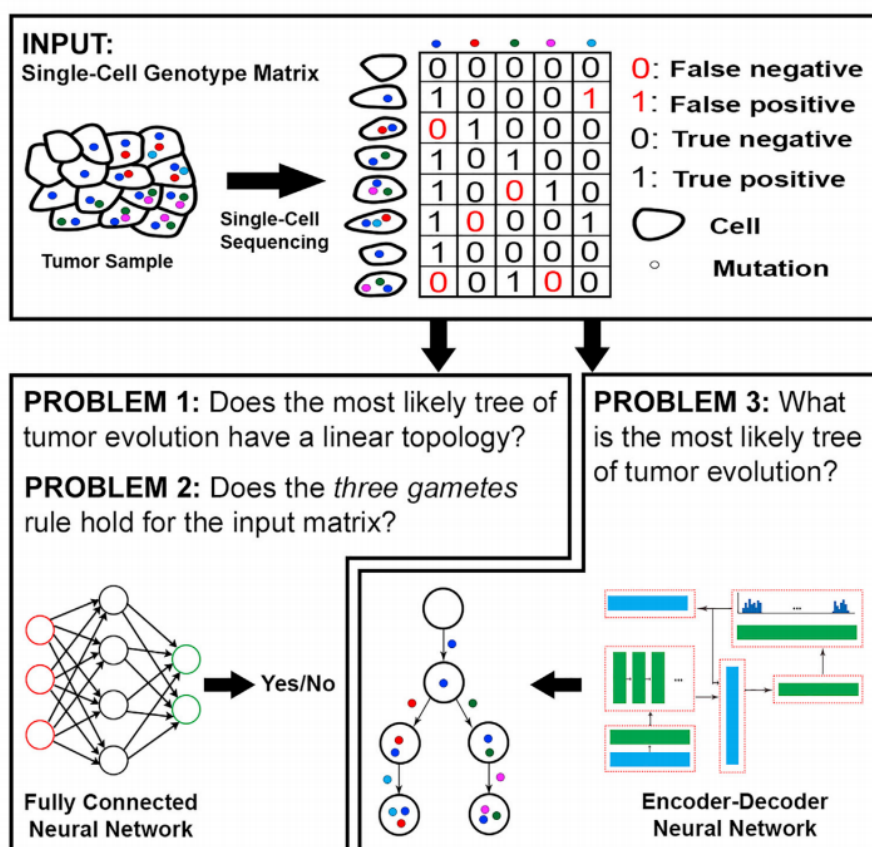 INPUT:
Single-Cell Genotype Matrix
Tumor Sample
Single-Cell
Sequencing
0 0 0 0 0
1 0 0 0 1
0 1 0 0 0
1 0 1 0 0
1 0 0 1 0
1 0 0 0 1
1 0 0 0 0
0 0 1 0 0
0: False negative
1: False positive
0: True negative
1: True positive
Cell
Mutation
PROBLEM 1: Does the most likely tree of
tumor evolution have a linear topology?
PROBLEM 2: Does the three gametes
rule hold for the input matrix?
Yes/No
Fully Connected
Neural Network
PROBLEM 3: What
is the most likely tree
of tumor evolution?
...
...
Encoder-Decoder
Neural Network